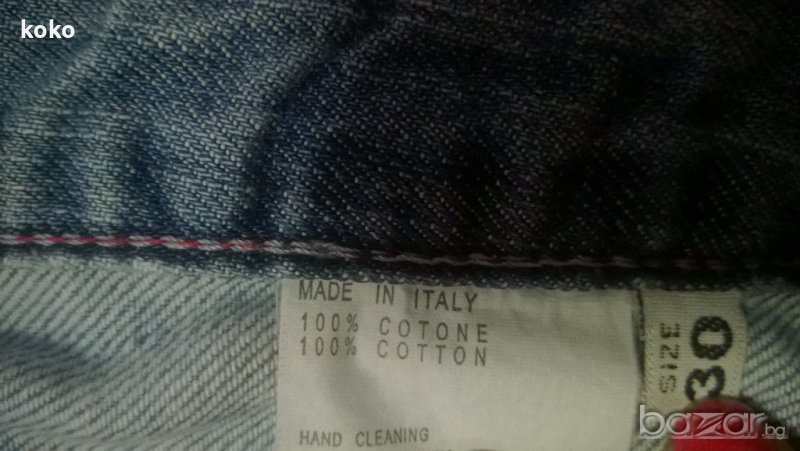 koko
MADE IN ITALY
100% COTONE
100% COTTON
HAND CLEANING
SIZE
30
bazar.bg